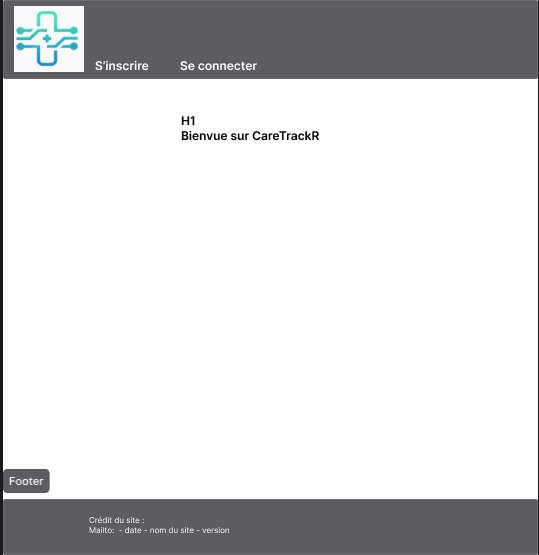 S'inscrire Se connecter
H1
Bienvue sur CareTrackR
Footer
Crédit du site :
Mailto: - date - nom du site - version